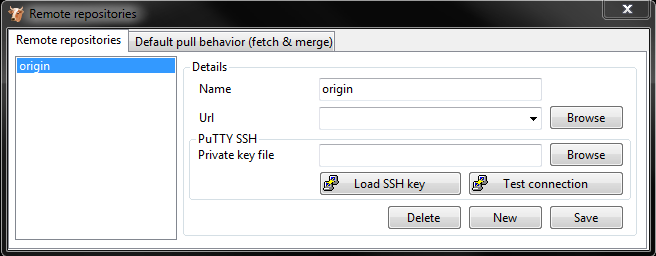 Remote repositories
Remote repositories
Default pull behavior (fetch & merge)
origin
Details
Name
origin
Url
Browse
PuTTY SSH
Private key file
Browse
Load SSH key
Test connection
Delete
New
Save